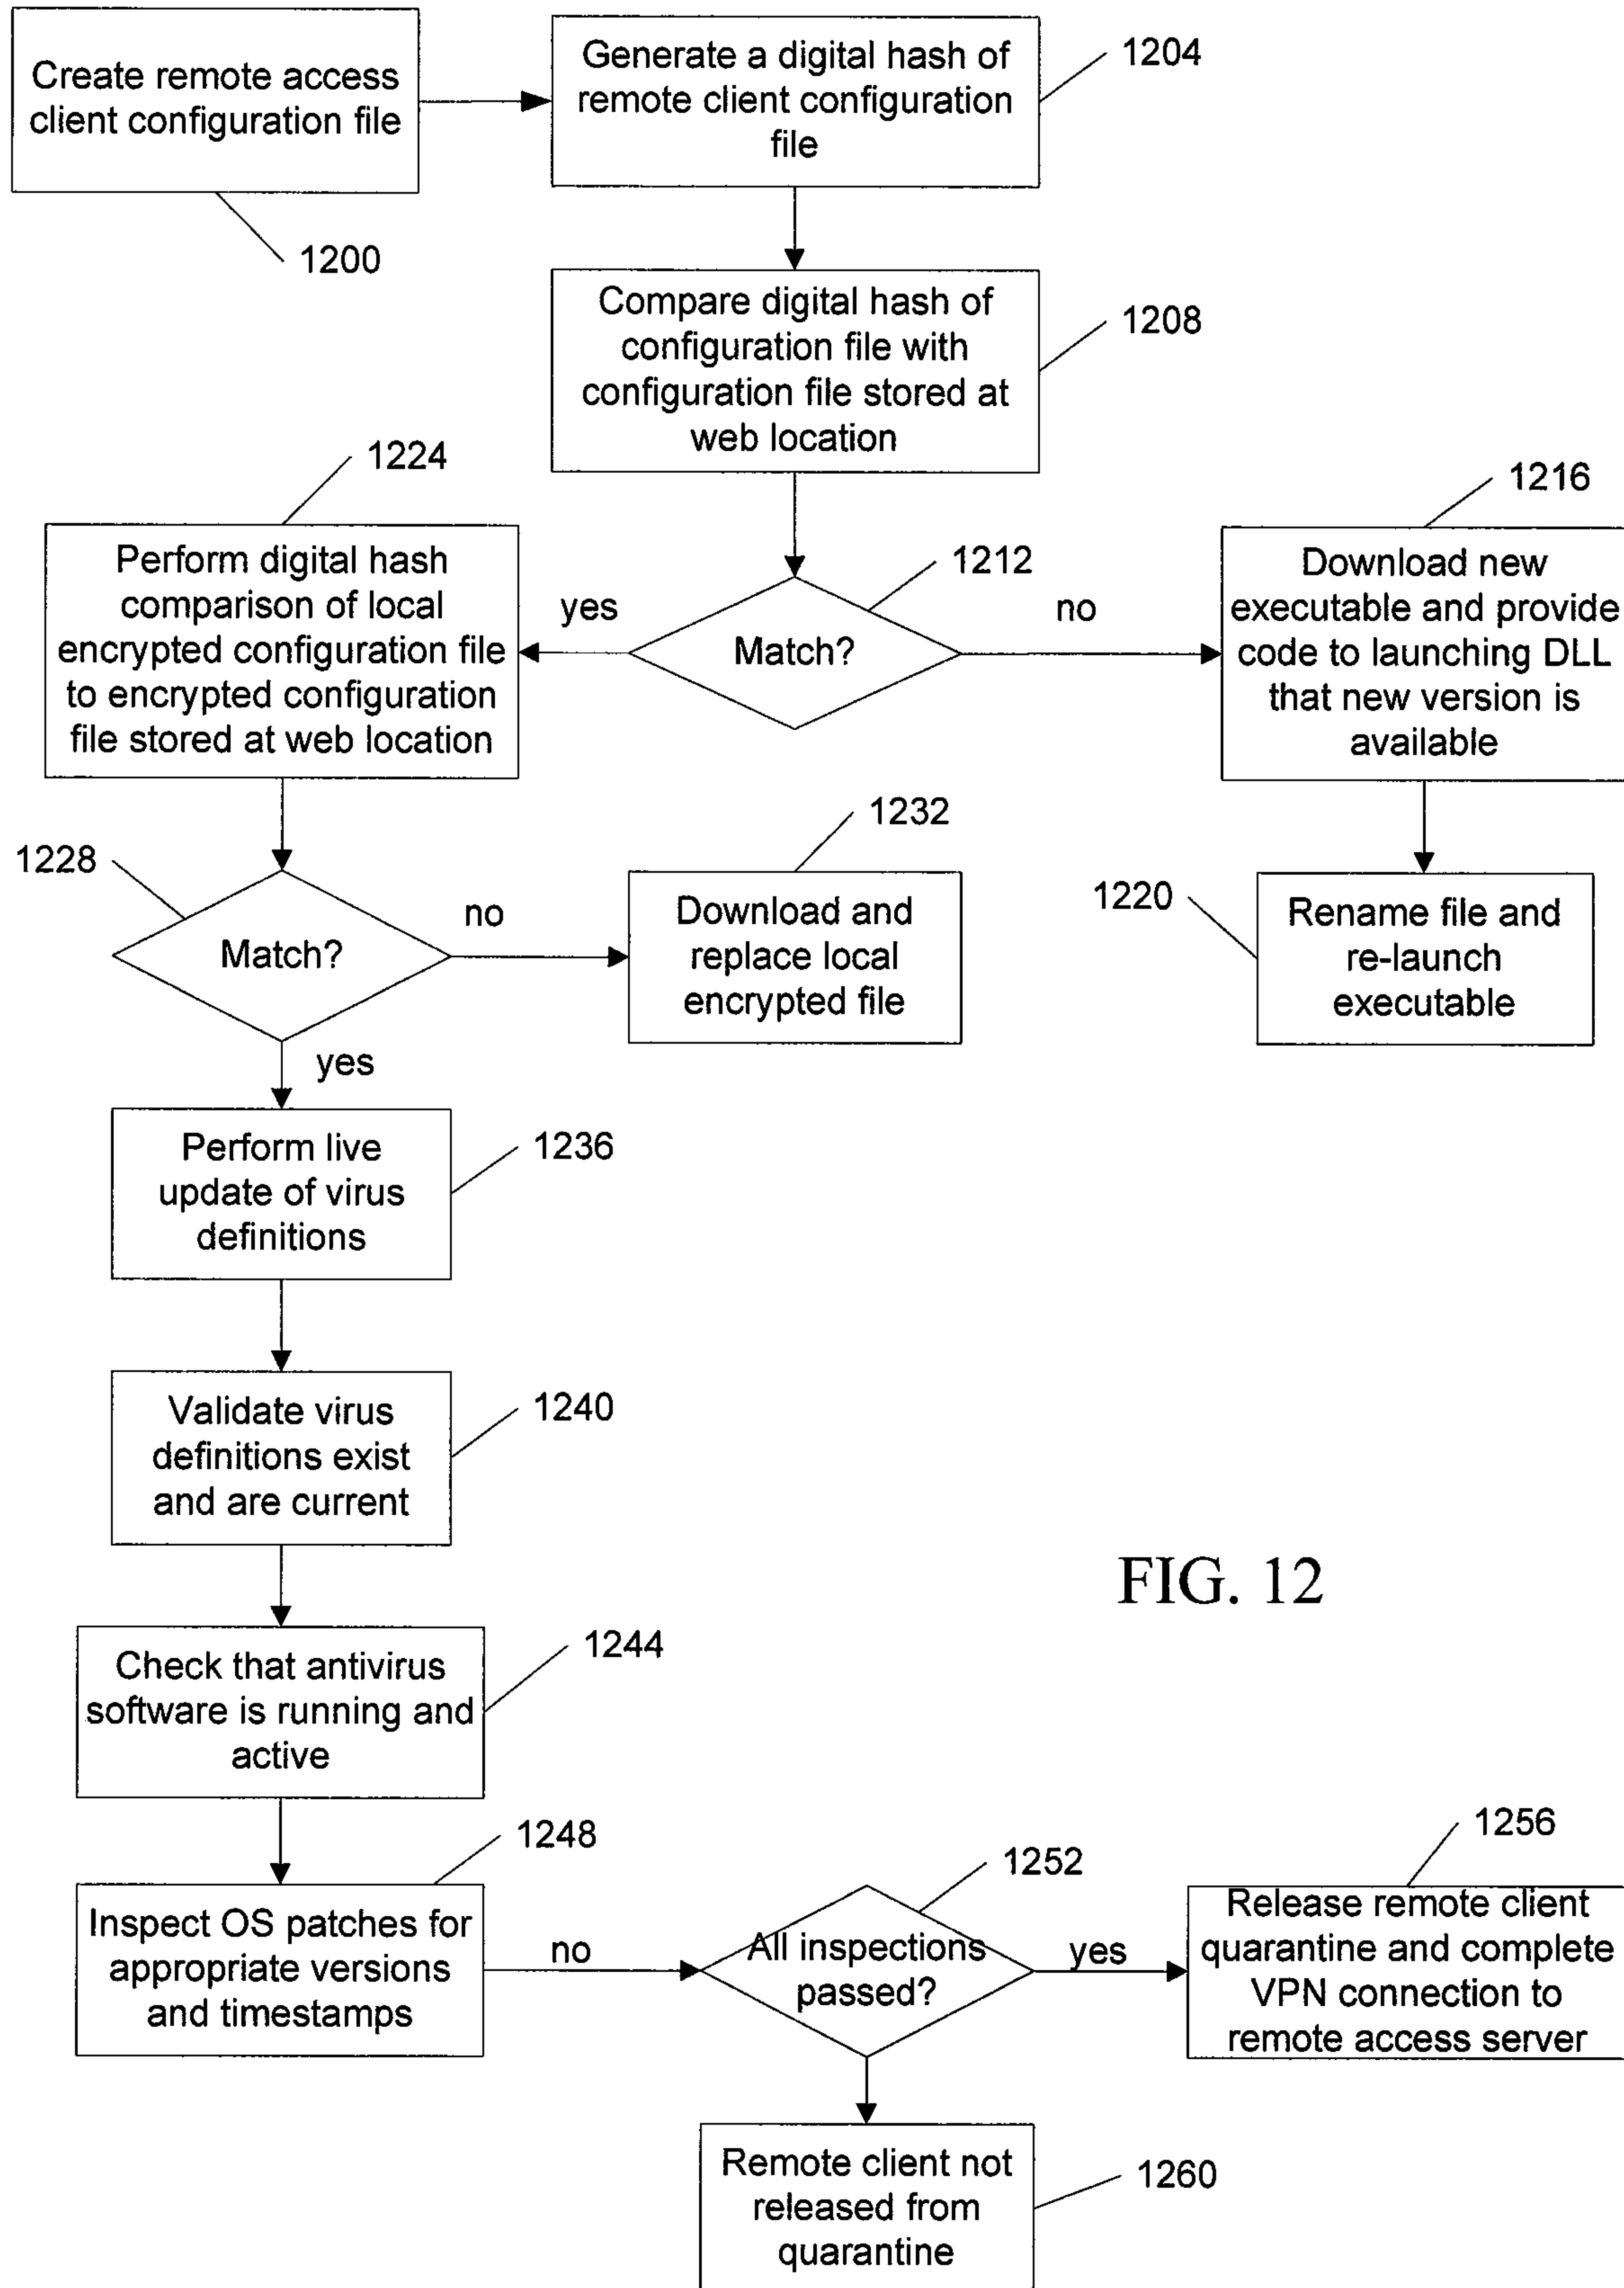 Create remote access
client configuration file
1200
Generate a digital hash of
remote client configuration
file
1204
Compare digital hash of
configuration file with
configuration file stored at
web location
1208
1212
Match?
yes
no
1216
Download new
executable and provide
code to launching DLL
that new version is
available
1220
Rename file and
re-launch
executable
1224
Perform digital hash
comparison of local
encrypted configuration file
to encrypted configuration
file stored at web location
1228
Match?
no
yes
1232
Download and
replace local
encrypted file
Perform live
update of virus
definitions
1236
Validate virus
definitions exist
and are current
1240
FIG. 12
Check that antivirus
software is running and
active
1244
1248
Inspect OS patches for
appropriate versions
and timestamps
no
1252
All inspections
passed?
yes
1256
Release remote client
quarantine and complete
VPN connection to
remote access server
Remote client not
released from
quarantine
1260